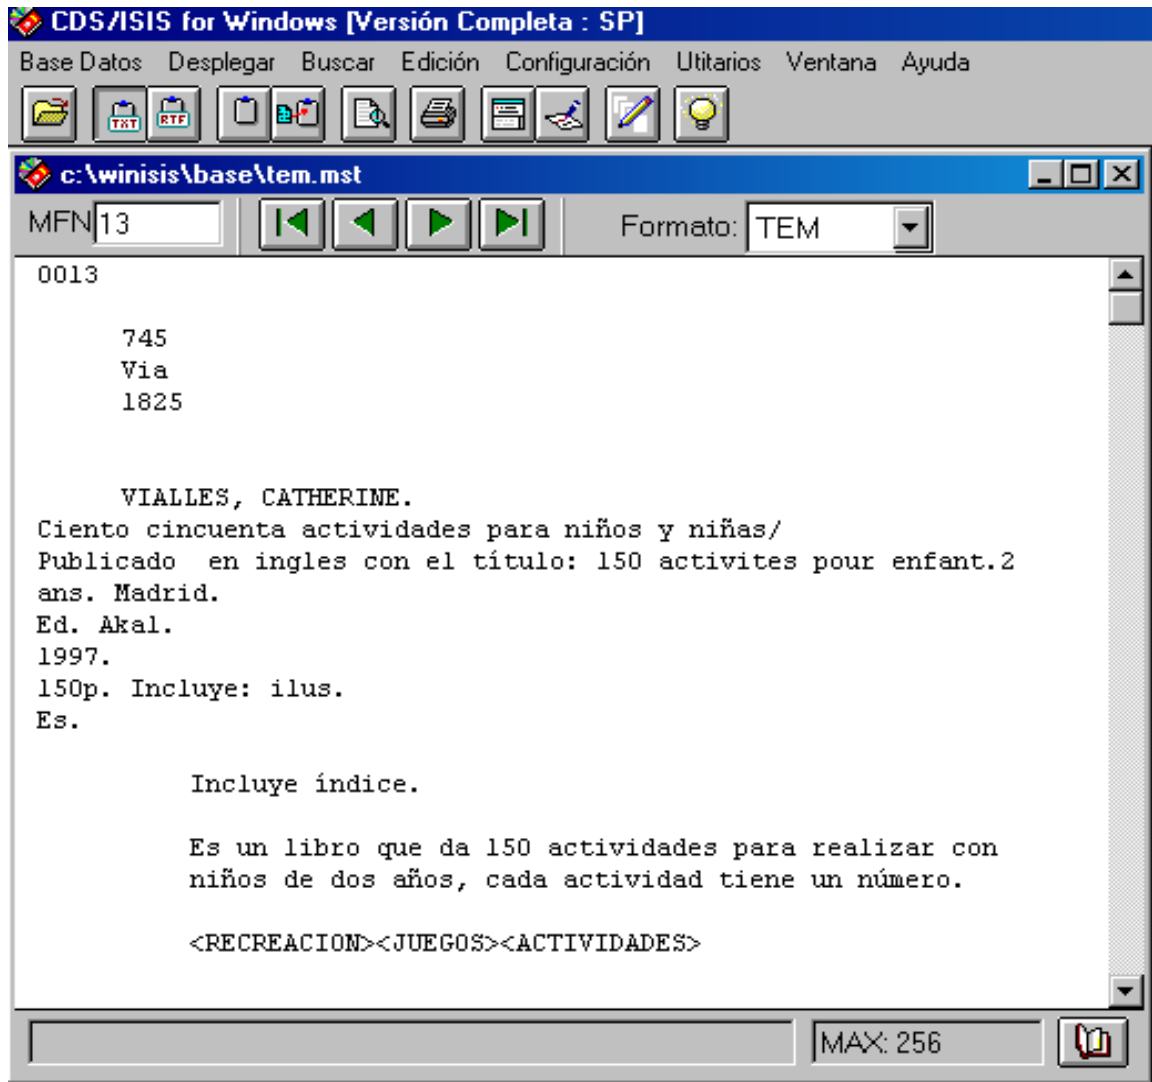 CDS/ISIS for Windows [Versión Completa : SP]
Base Datos Desplegar Buscar Edición Configuración Utitarios Ventana Ayuda
TXT RTF
c:\winisis\base\tem.mst
MFN 13 Formato: TEM
0013
745
Via
1825
VIALLES, CATHERINE.
Ciento cincuenta actividades para niños y niñas/
Publicado en ingles con el título: 150 activites pour enfant.2
ans. Madrid.
Ed. Akal.
1997.
150p. Incluye: ilus.
Es.
Incluye índice.
Es un libro que da 150 actividades para realizar con
niños de dos años, cada actividad tiene un número.
<RECREACION><JUEGOS><ACTIVIDADES>
MAX: 256